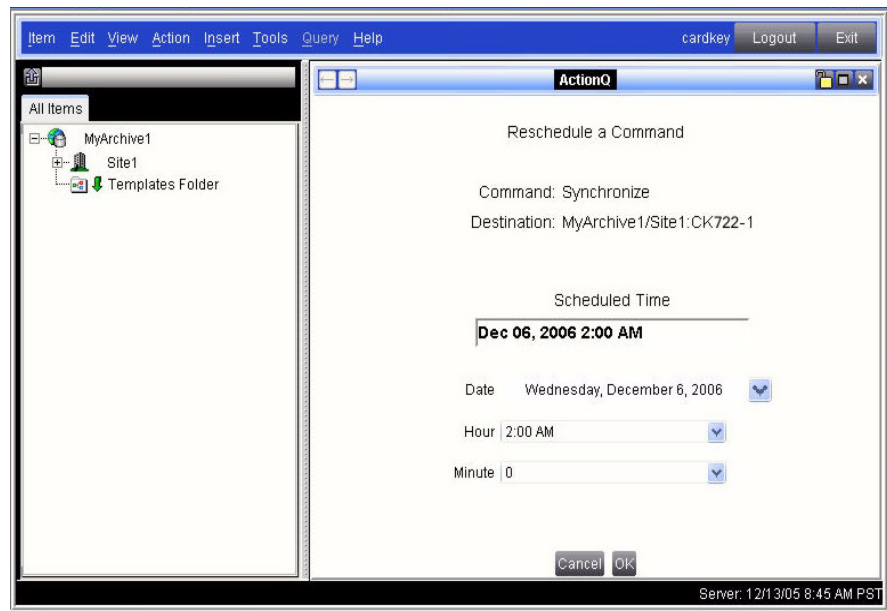 Item Edit View Action Insert Tools Query Help cardkey Logout Exit
ActionQ
All Items
MyArchive1
Site1
Templates Folder
Reschedule a Command
Command: Synchronize
Destination: MyArchive1/Site1:CK722-1
Scheduled Time
Dec 06, 2006 2:00 AM
Date Wednesday, December 6, 2006
Hour 2:00 AM
Minute 0
Cancel OK
Server: 12/13/05 8:45 AM PST